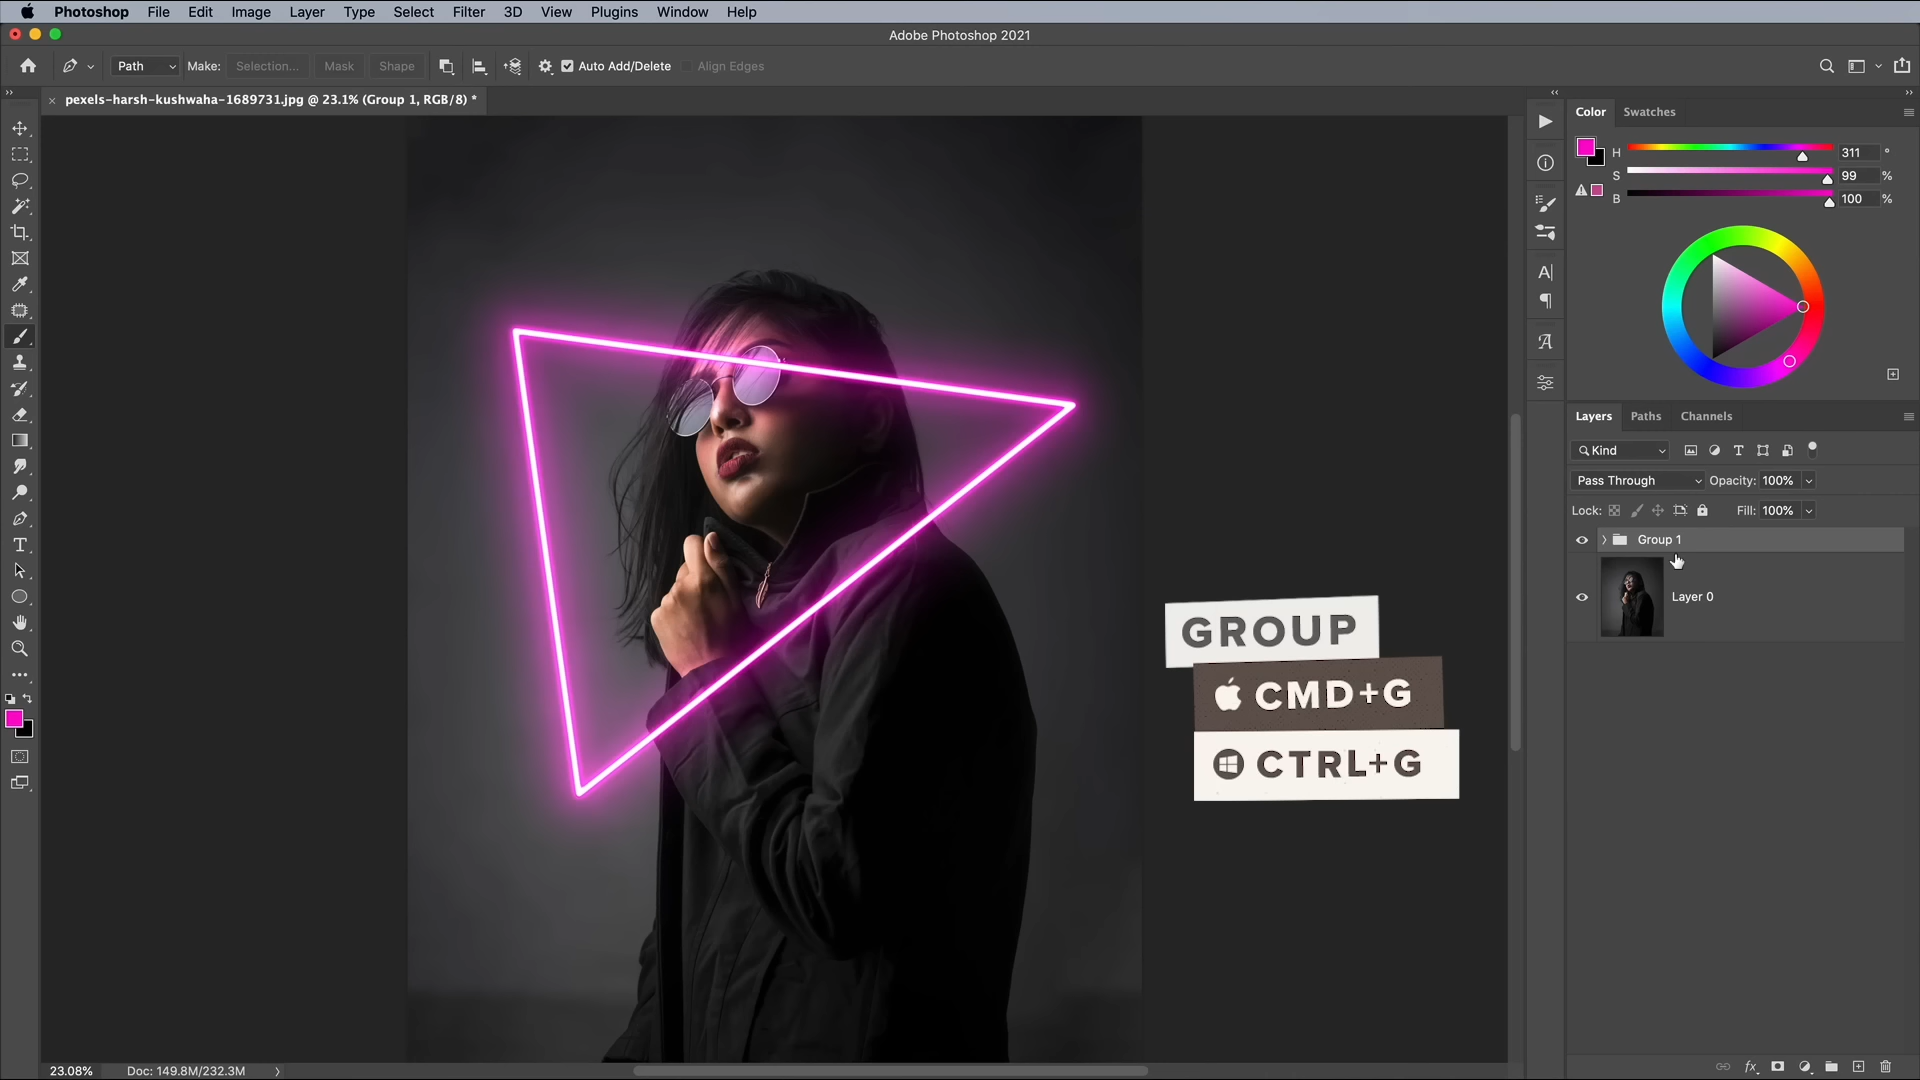 Photoshop File Edit Image Layer Type Select Filter 3D View Plugins Window Help
Adobe Photoshop 2021
Path Make: Selection... Mask Shape Auto Add/Delete Align Edges
pexels-harsh-kushwaha-1689731.jpg @ 23.1% (Group 1, RGB/8) *
Color Swatches
H 311 °
S 99 %
B 100 %
Layers Paths Channels
Kind
Pass Through Opacity: 100%
Lock: Fill: 100%
Group 1
Layer 0
GROUP
CMD+G
CTRL+G
23.08% Doc: 149.8M/232.3M